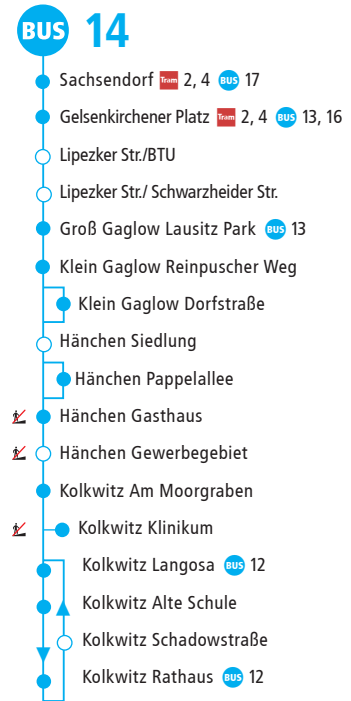 BUS 14
Sachsendorf Tram 2, 4 BUS 17
Gelsenkirchener Platz Tram 2, 4 BUS 13, 16
Lipezker Str./BTU
Lipezker Str./ Schwarzheider Str.
Groß Gaglow Lausitz Park BUS 13
Klein Gaglow Reinpuscher Weg
Klein Gaglow Dorfstraße
Hänchen Siedlung
Hänchen Pappelallee
Hänchen Gasthaus
Hänchen Gewerbegebiet
Kolkwitz Am Moorgraben
Kolkwitz Klinikum
Kolkwitz Langosa BUS 12
Kolkwitz Alte Schule
Kolkwitz Schadowstraße
Kolkwitz Rathaus BUS 12